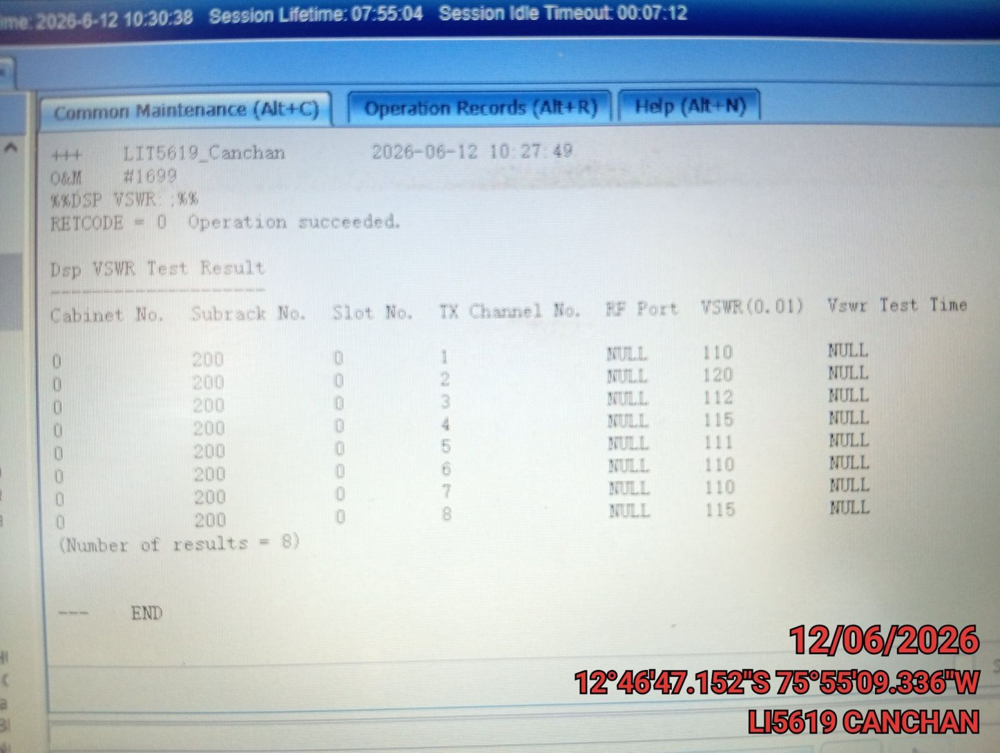 2026-6-12 10:30:38 Session Lifetime: 07:55:04 Session Idle Timeout: 00:07:12
Common Maintenance (Alt+C) Operation Records (Alt+R) Help (Alt+N)
+++ LIT5619_Canchan 2026-06-12 10:27:49
O&M #1699
%%DSP VSWR: ;%%
RETCODE = 0 Operation succeeded.
Dsp VSWR Test Result
--------------------
Cabinet No. Subrack No. Slot No. TX Channel No. RF Port VSWR(0.01) Vswr Test Time
0 200 0 1 NULL 110 NULL
0 200 0 2 NULL 120 NULL
0 200 0 3 NULL 112 NULL
0 200 0 4 NULL 115 NULL
0 200 0 5 NULL 111 NULL
0 200 0 6 NULL 110 NULL
0 200 0 7 NULL 110 NULL
0 200 0 8 NULL 115 NULL
(Number of results = 8)
--- END
12/06/2026
12°46'47.152"S 75°55'09.336"W
LI5619 CANCHAN